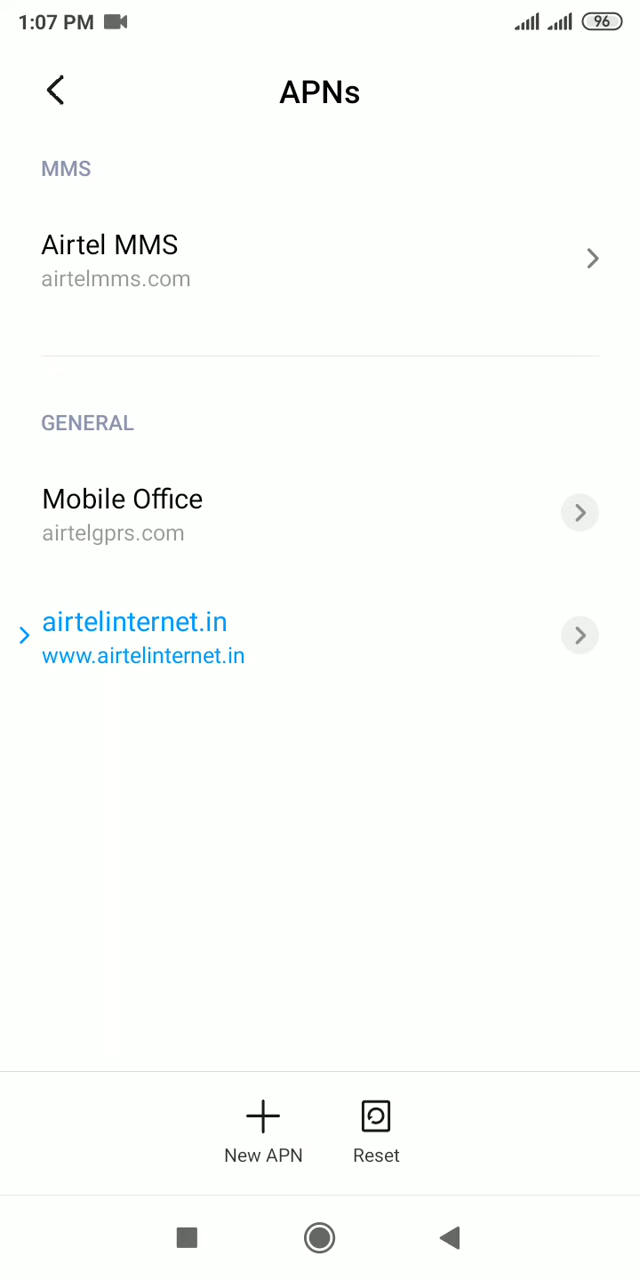 1:07 PM 96
APNs
MMS
Airtel MMS
airtelmms.com
GENERAL
Mobile Office
airtelgprs.com
airtelinternet.in
www.airtelinternet.in
New APN Reset